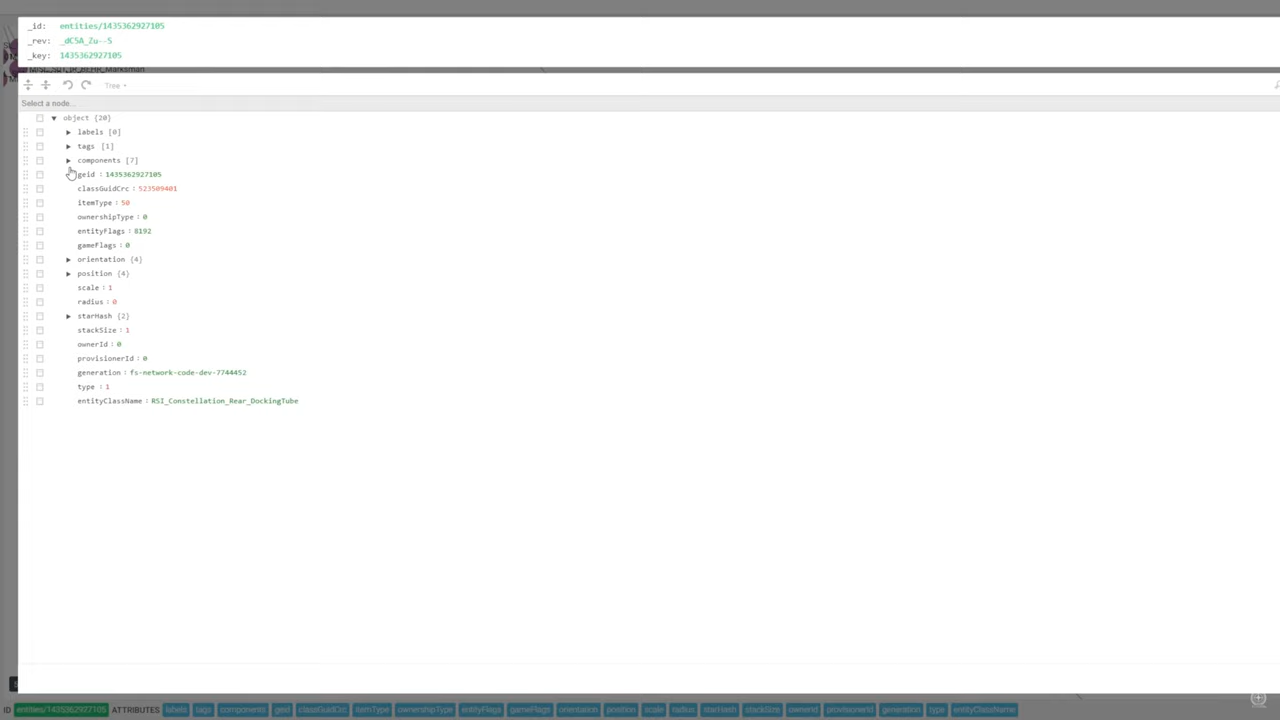 _id: entities/1435362927105
_rev: _dC5A_Zu--S
_key: 1435362927105
Marksman
Tree
Select a node...
object {20}
labels [0]
tags [1]
components [7]
geid : 1435362927105
classGuidCrc : 523509401
itemType : 50
ownershipType : 0
entityFlags : 8192
gameFlags : 0
orientation {4}
position {4}
scale : 1
radius : 0
starHash {2}
stackSize : 1
ownerId : 0
provisionerId : 0
generation : fs-network-code-dev-7744452
type : 1
entityClassName : RSI_Constellation_Rear_DockingTube
ID entities/1435362927105 ATTRIBUTES labels tags components geid classGuidCrc itemType ownershipType entityFlags gameFlags orientation position scale radius starHash stackSize ownerId provisionerId generation type entityClassName